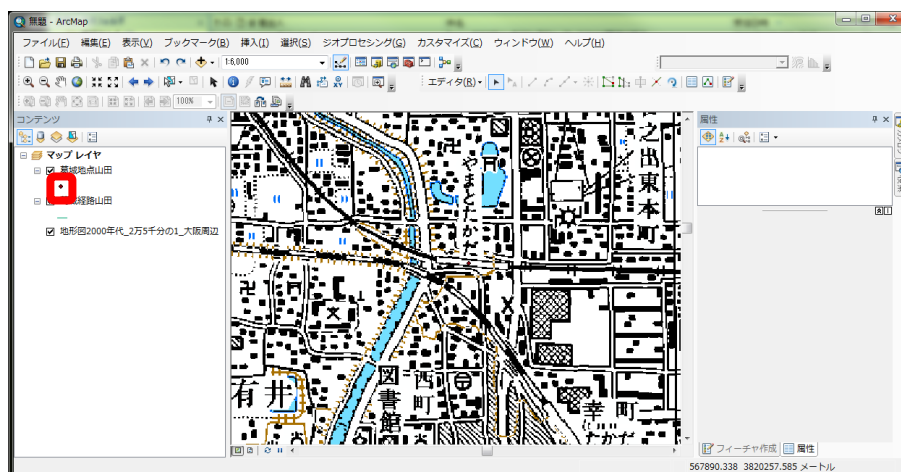 無題 - ArcMap
ファイル(F) 編集(E) 表示(V) ブックマーク(B) 挿入(I) 選択(S) ジオプロセシング(G) カスタマイズ(C) ウィンドウ(W) ヘルプ(H)
1:6,000
エディタ(R)
100%
コンテンツ
マップ レイヤ
葛城地点山田
経路山田
地形図2000年代_2万5千分の1_大阪周辺
やまとたかだ
之出東本町
有井
図書館
西町
幸町
たかだ
属性
フィーチャ作成 属性
567890.338 3820257.585 メートル